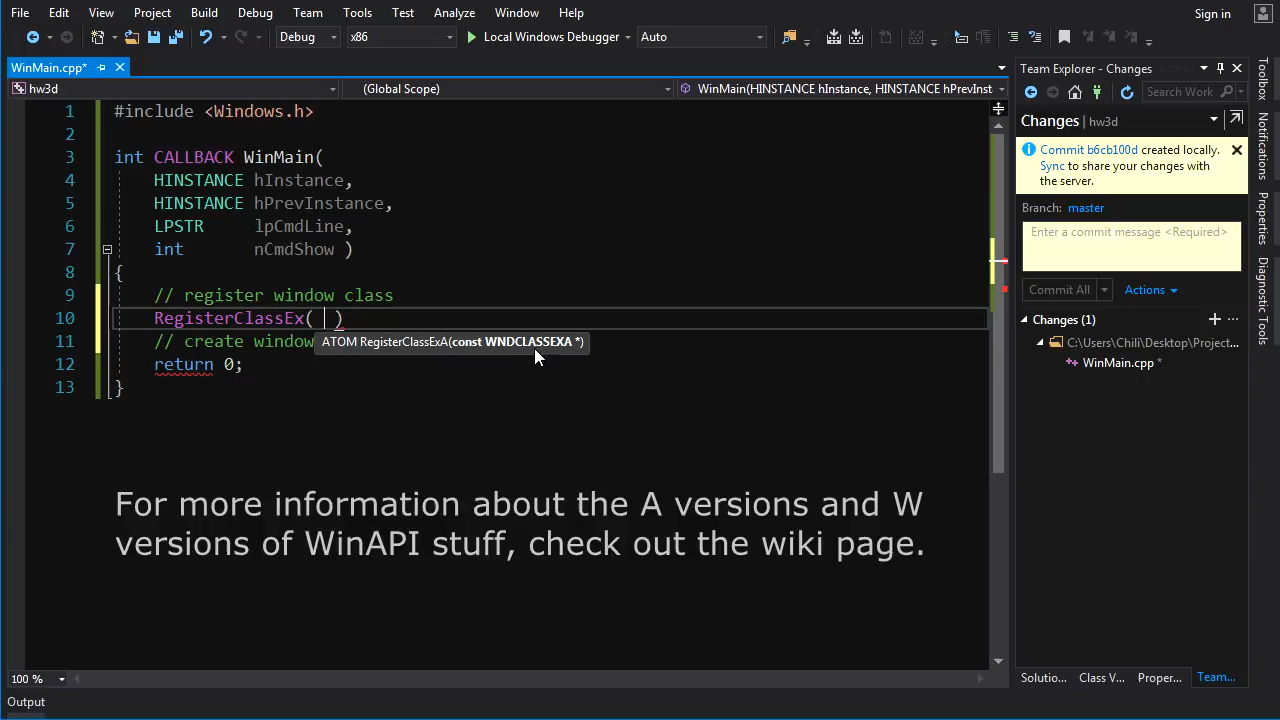 File Edit View Project Build Debug Team Tools Test Analyze Window Help Sign in
Debug x86 Local Windows Debugger Auto
WinMain.cpp*
hw3d (Global Scope) WinMain(HINSTANCE hInstance, HINSTANCE hPrevInst
1 #include <Windows.h>
2
3 int CALLBACK WinMain(
4 HINSTANCE hInstance,
5 HINSTANCE hPrevInstance,
6 LPSTR lpCmdLine,
7 int nCmdShow )
8 {
9 // register window class
10 RegisterClassEx( )
11 // create window
ATOM RegisterClassExA(const WNDCLASSEXA *)
12 return 0;
13 }
For more information about the A versions and W
versions of WinAPI stuff, check out the wiki page.
100 %
Output
Team Explorer - Changes
Search Work
Changes | hw3d
Commit b6cb100d created locally.
Sync to share your changes with
the server.
Branch: master
Enter a commit message <Required>
Commit All Actions
Changes (1)
C:\Users\Chili\Desktop\Project...
WinMain.cpp *
Solutio... Class V... Proper... Team...
Toolbox
Notifications
Properties
Diagnostic Tools